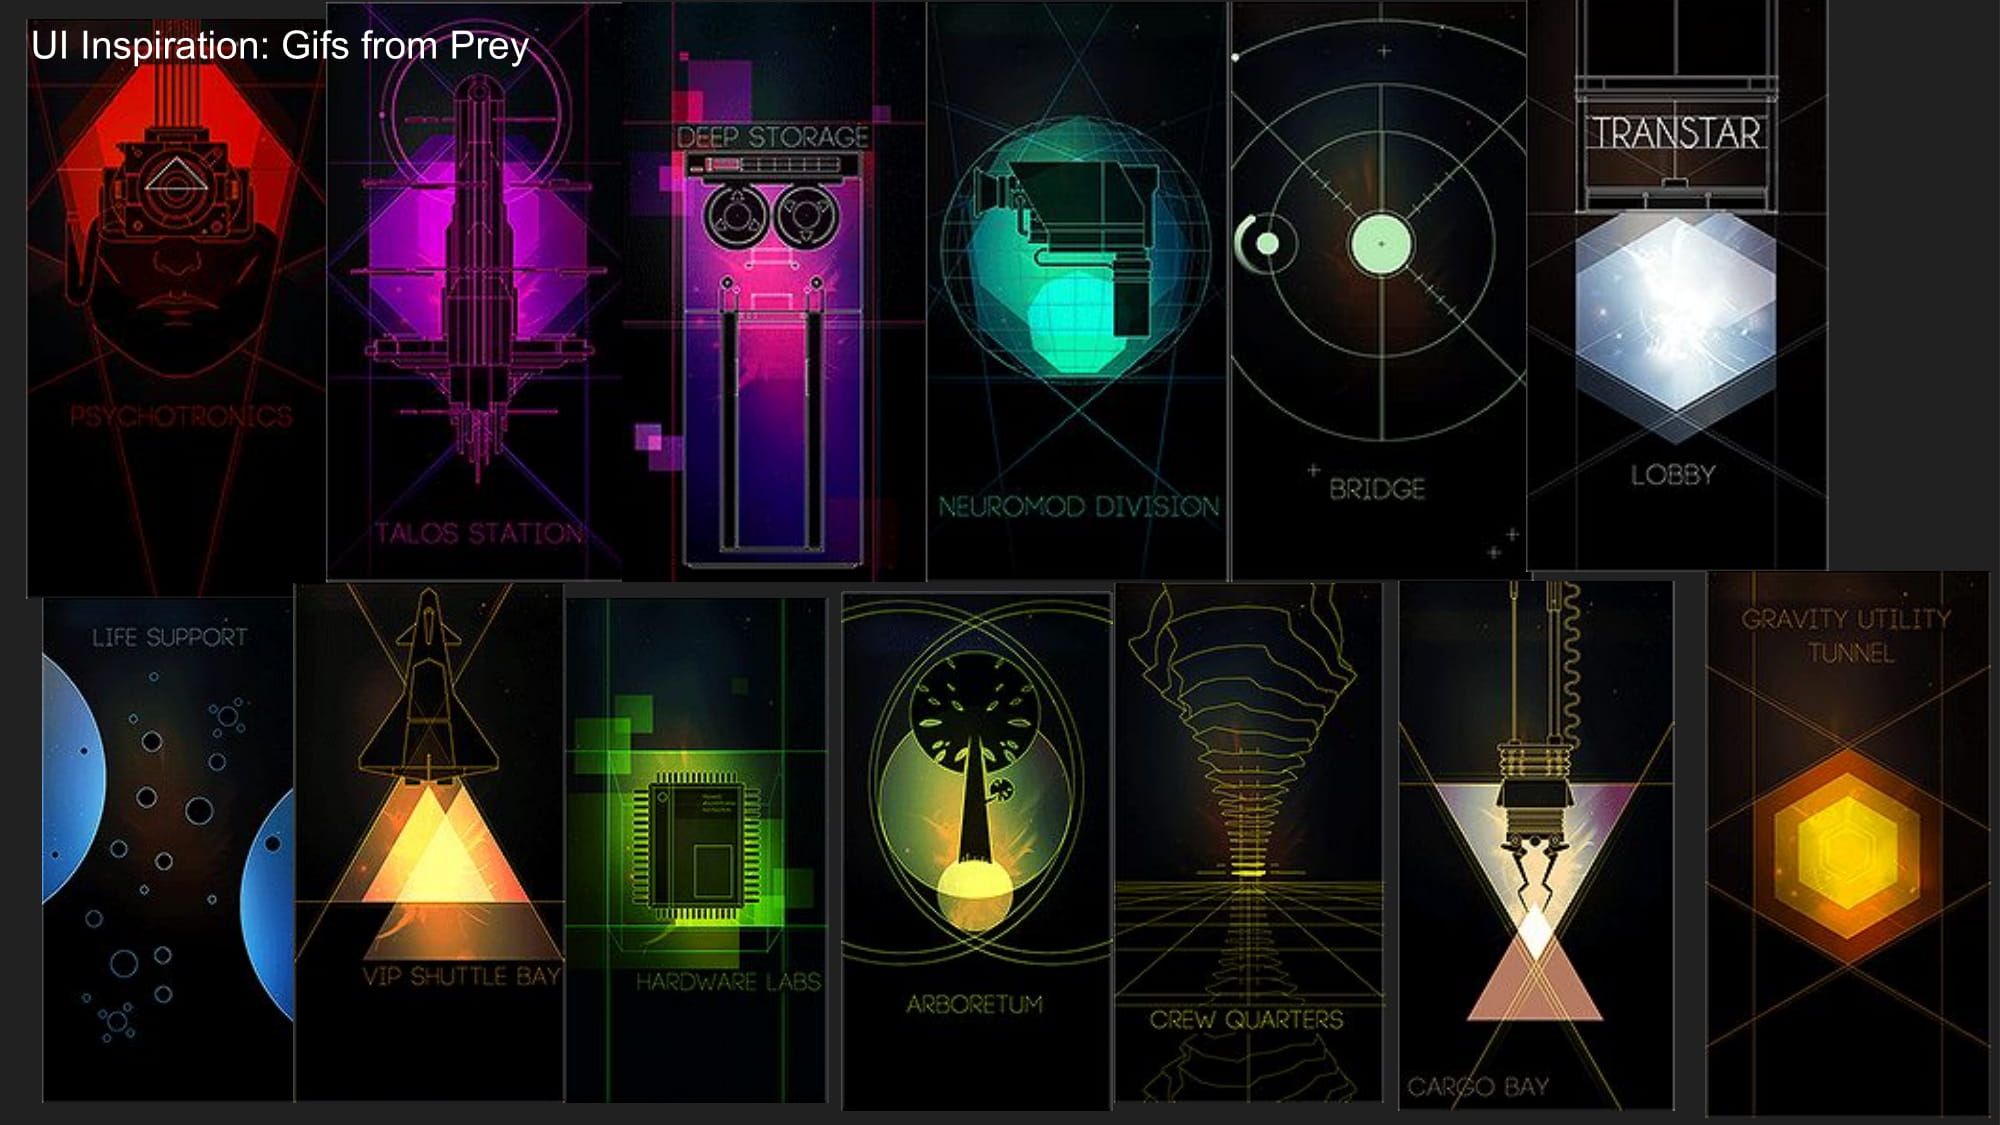 UI Inspiration: Gifs from Prey
PSYCHOTRONICS
TALOS STATION
DEEP STORAGE
NEUROMOD DIVISION
BRIDGE
TRANSTAR
LOBBY
LIFE SUPPORT
VIP SHUTTLE BAY
HARDWARE LABS
ARBORETUM
CREW QUARTERS
CARGO BAY
GRAVITY UTILITY
TUNNEL